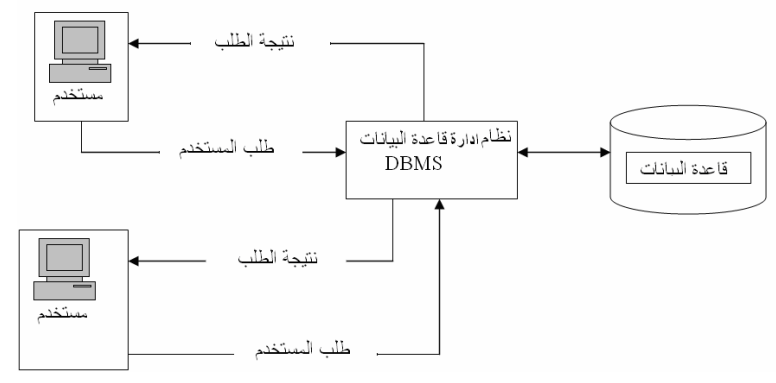 نتيجة الطلب
مستخدم
طلب المستخدم
نظام ادارة قاعدة البيانات
DBMS
قاعدة البيانات
نتيجة الطلب
مستخدم
طلب المستخدم